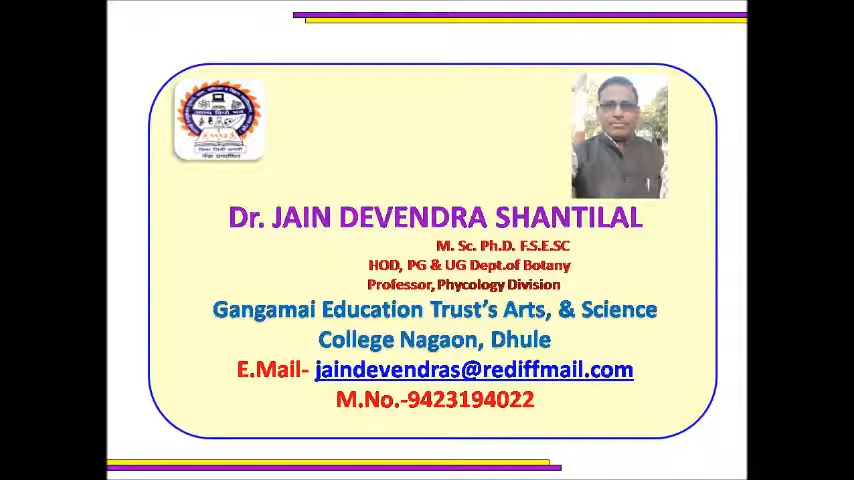 Dr. JAIN DEVENDRA SHANTILAL
M. Sc. Ph.D. F.S.E.SC
HOD, PG & UG Dept.of Botany
Professor, Phycology Division
Gangamai Education Trust's Arts, & Science
College Nagaon, Dhule
E.Mail- jaindevendras@rediffmail.com
M.No.-9423194022